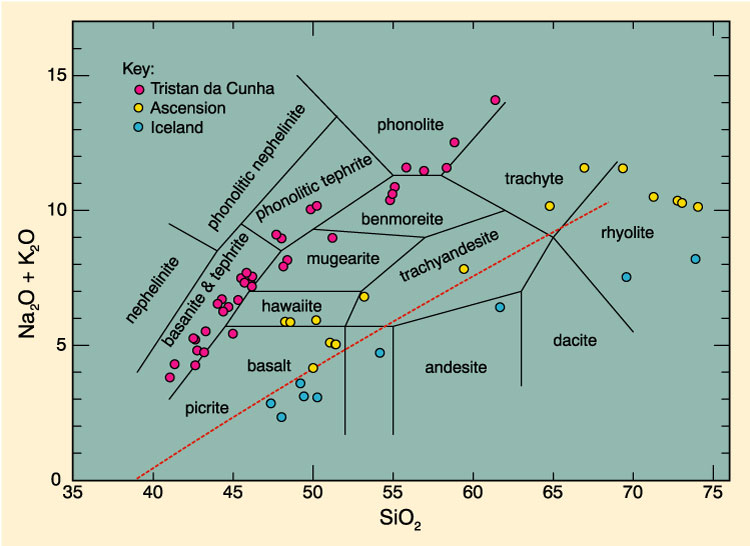 Key:
Tristan da Cunha
Ascension
Iceland
phonolite
phonolitic nephelinite
phonolitic tephrite
trachyte
benmoreite
rhyolite
nephelinite
basanite & tephrite
mugearite
trachyandesite
hawaiite
basalt
andesite
dacite
picrite
15
10
5
0
35
40
45
50
55
60
65
70
75
Na₂O + K₂O
SiO₂